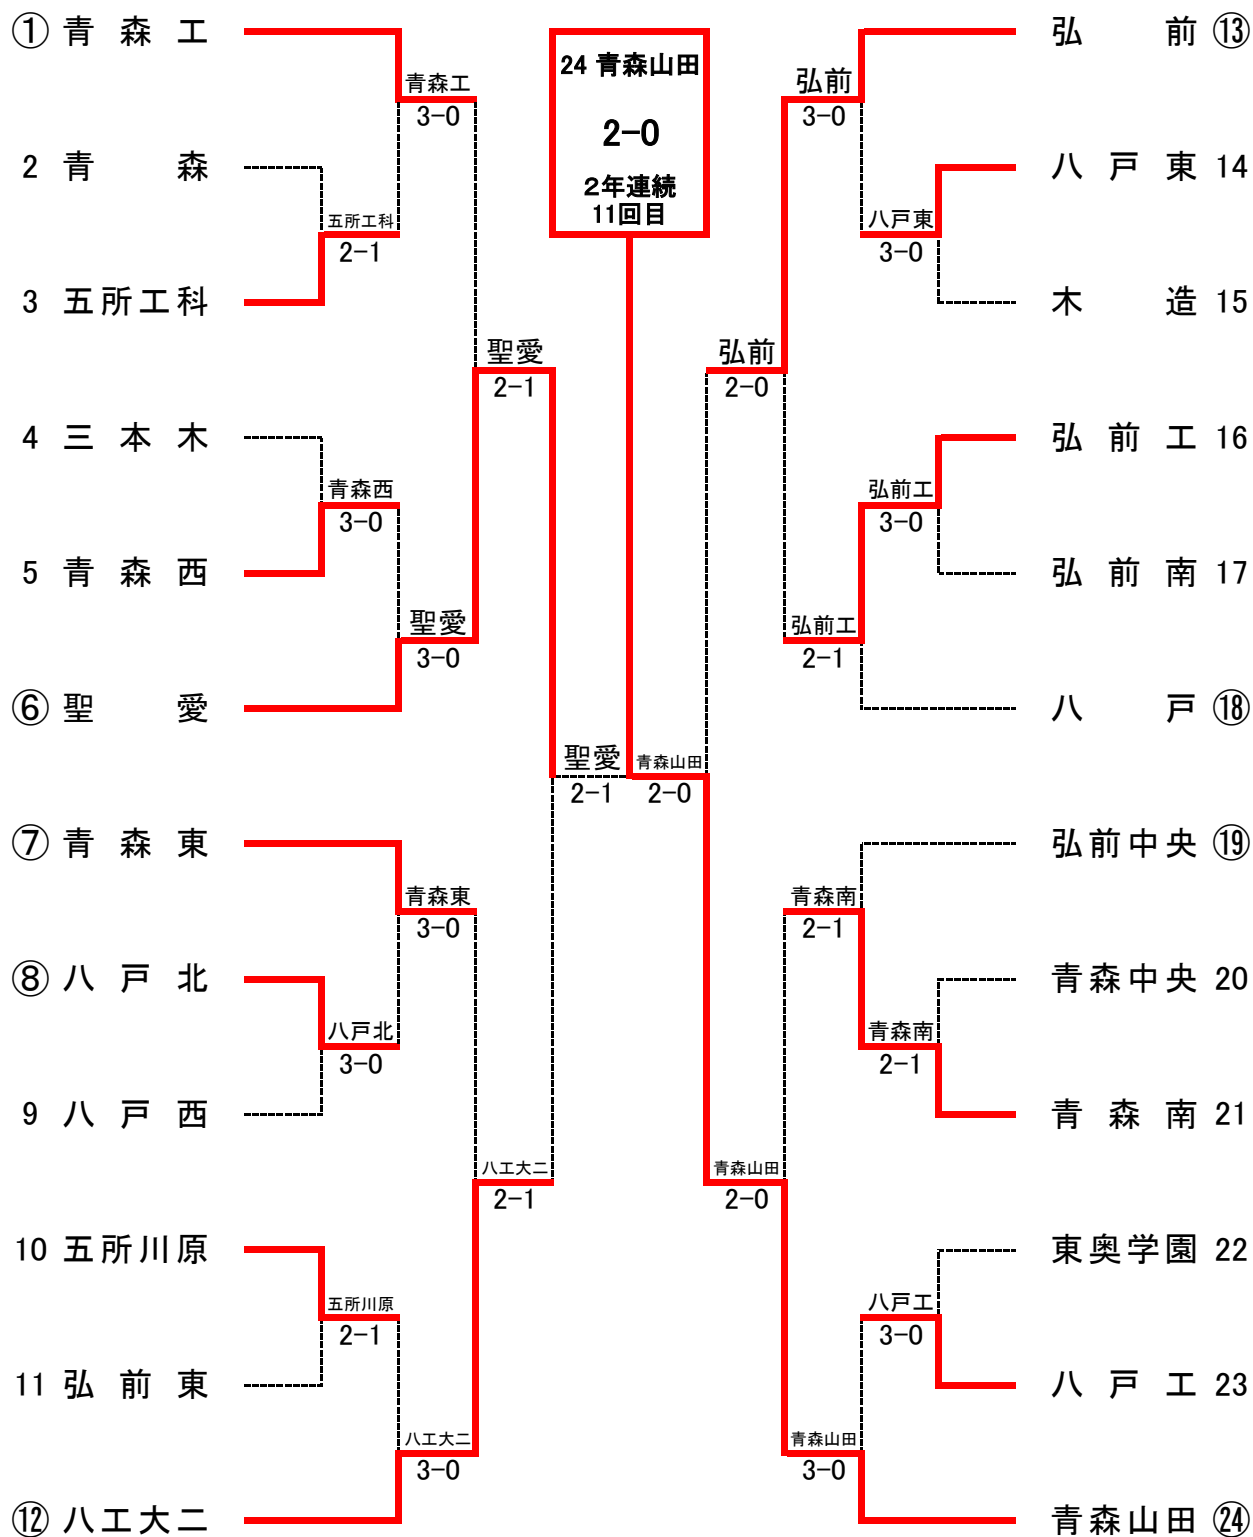 ① 青森工
青森工
3-0
2 青森
五所工科
2-1
3 五所工科
聖愛
2-1
4 三本木
青森西
3-0
5 青森西
聖愛
3-0
⑥ 聖愛
聖愛
2-1
⑦ 青森東
青森東
3-0
⑧ 八戸北
八戸北
3-0
9 八戸西
八工大二
2-1
10 五所川原
五所川原
2-1
11 弘前東
八工大二
3-0
⑫ 八工大二
24 青森山田
2-0
2年連続
11回目
弘前 ⑬
弘前
3-0
八戸東 14
八戸東
3-0
木造 15
弘前
2-0
弘前工 16
弘前工
3-0
弘前南 17
弘前工
2-1
八戸 ⑱
青森山田
2-0
弘前中央 ⑲
青森南
2-1
青森中央 20
青森南
2-1
青森南 21
青森山田
2-0
東奥学園 22
八戸工
3-0
八戸工 23
青森山田
3-0
青森山田 ㉔